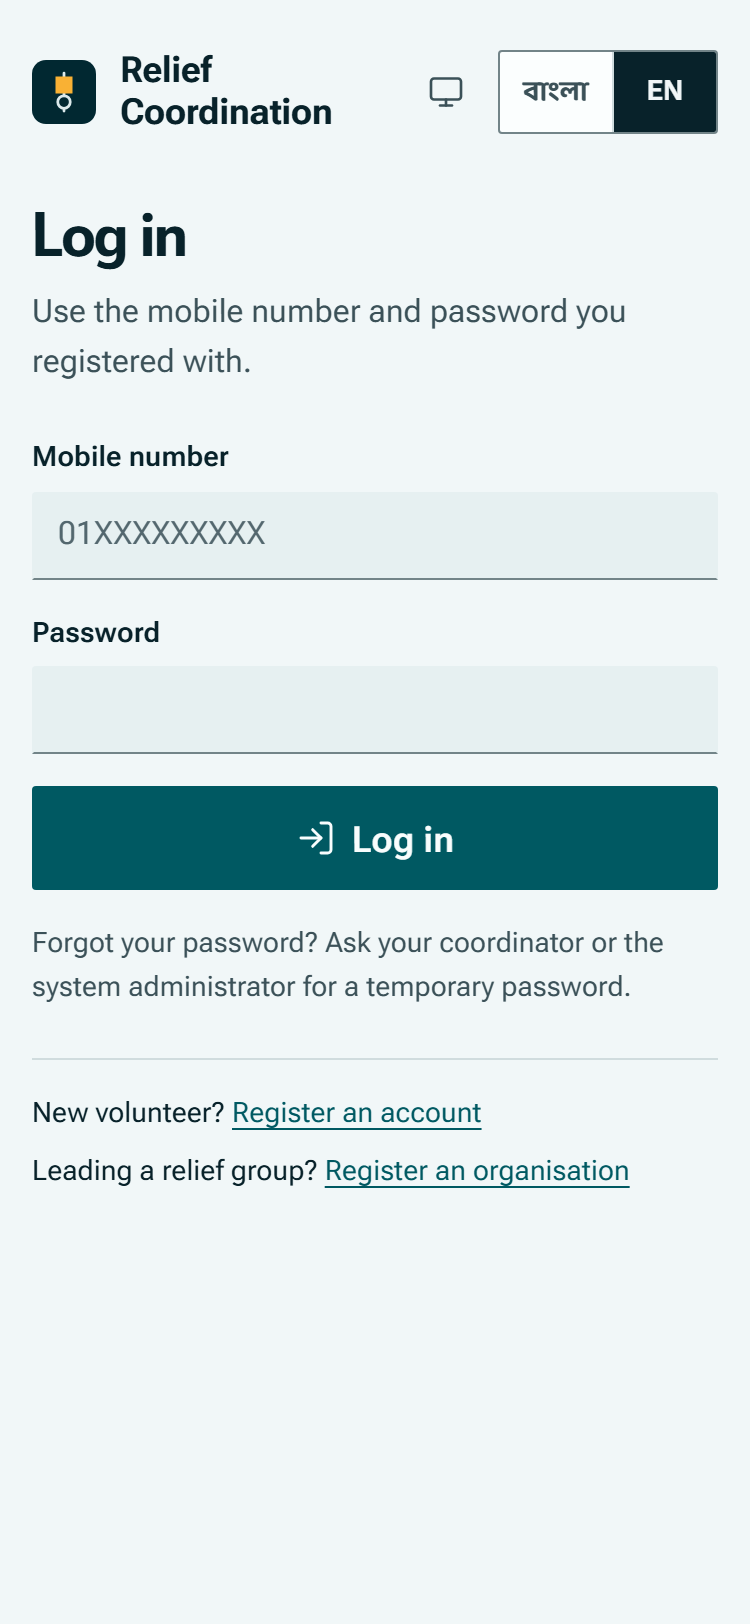 Relief
Coordination
বাংলা
EN
Log in
Use the mobile number and password you
registered with.
Mobile number
01XXXXXXXXX
Password
Log in
Forgot your password? Ask your coordinator or the
system administrator for a temporary password.
New volunteer? Register an account
Leading a relief group? Register an organisation